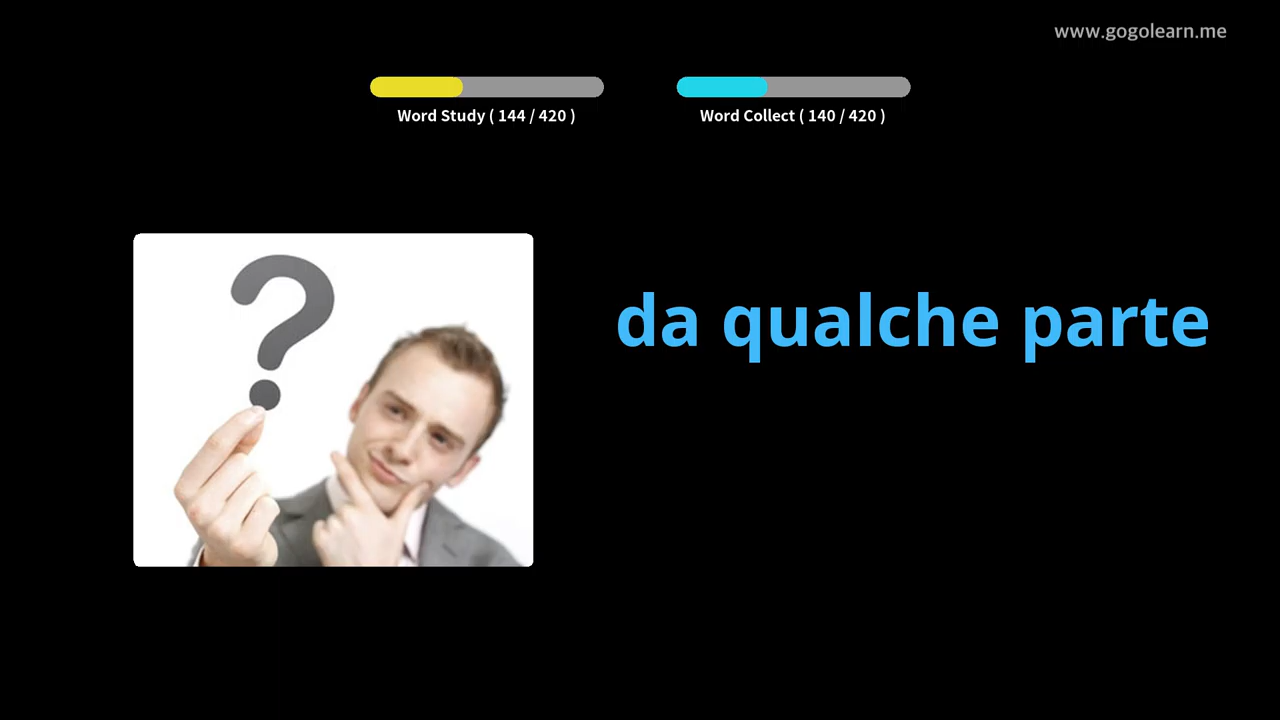 www.gogolearn.me
Word Study ( 144 / 420 )
Word Collect ( 140 / 420 )
?
da qualche parte